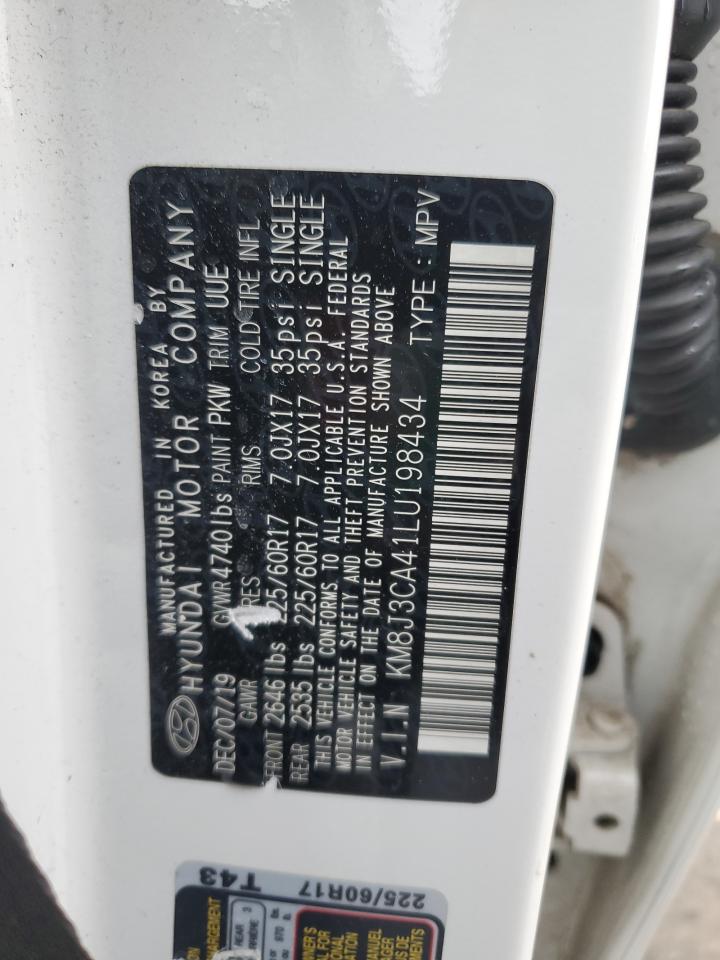 MANUFACTURED IN KOREA BY
HYUNDAI MOTOR COMPANY
DEC/07/19 GVWR 4740lbs PAINT PKW TRIM UUE
GAWR RIMS COLD TIRE INFL.
FRONT 2646 lbs 225/60R17 7.0JX17 35psi SINGLE
REAR 2535 lbs 225/60R17 7.0JX17 35psi SINGLE
THIS VEHICLE CONFORMS TO ALL APPLICABLE U.S.A. FEDERAL
MOTOR VEHICLE SAFETY AND THEFT PREVENTION STANDARDS
IN EFFECT ON THE DATE OF MANUFACTURE SHOWN ABOVE
V.I.N KM8J3CA41LU198434 TYPE : MPV
T43
225/60R17
REAR 3